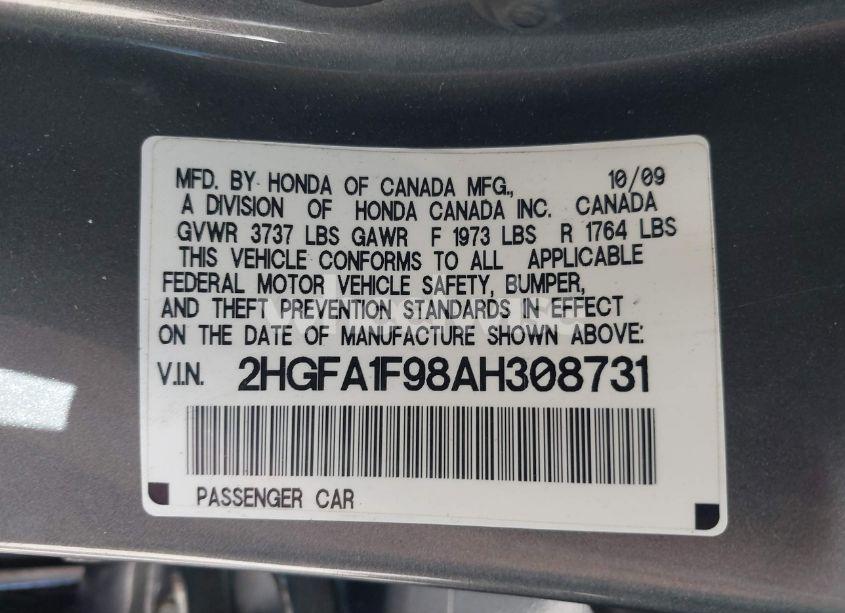 MFD. BY HONDA OF CANADA MFG., 10/09
A DIVISION OF HONDA CANADA INC. CANADA
GVWR 3737 LBS GAWR F 1973 LBS R 1764 LBS
THIS VEHICLE CONFORMS TO ALL APPLICABLE
FEDERAL MOTOR VEHICLE SAFETY, BUMPER,
AND THEFT PREVENTION STANDARDS IN EFFECT
ON THE DATE OF MANUFACTURE SHOWN ABOVE:
V.I.N. 2HGFA1F98AH308731
PASSENGER CAR